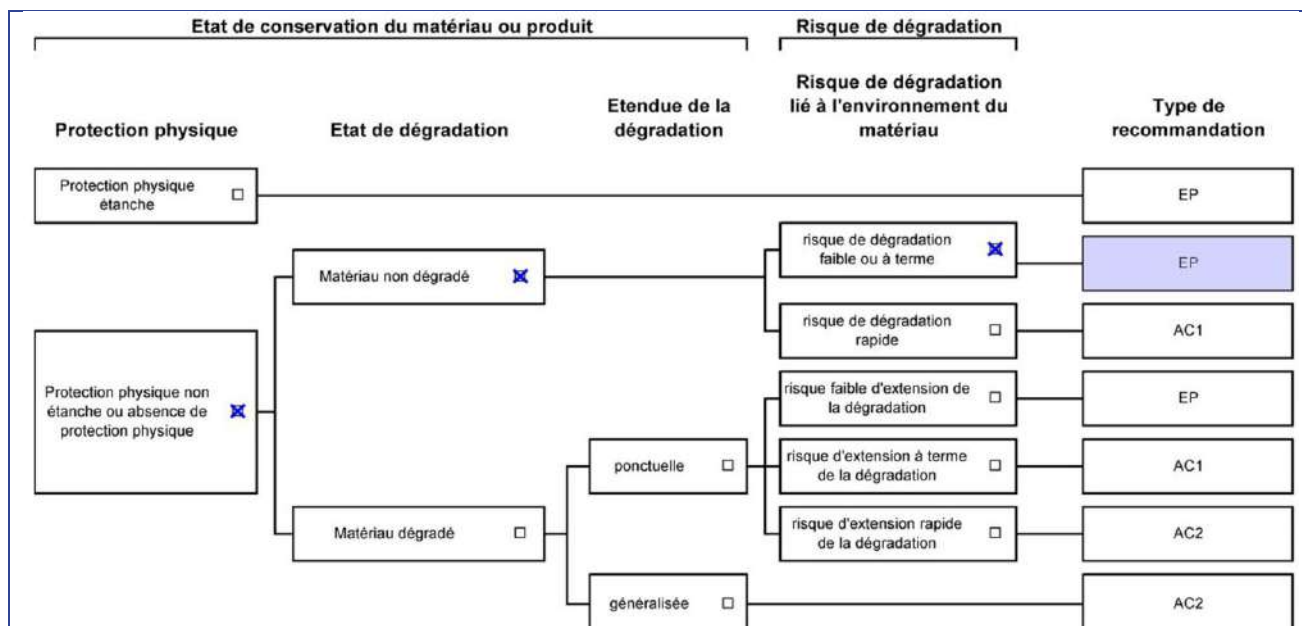 Etat de conservation du matériau ou produit
Risque de dégradation
Protection physique
Etat de dégradation
Etendue de la
dégradation
Risque de dégradation
lié à l'environnement du
matériau
Type de
recommandation
Protection physique
étanche
EP
risque de dégradation
faible ou à terme
EP
Matériau non dégradé
risque de dégradation
rapide
AC1
Protection physique non
étanche ou absence de
protection physique
risque faible d'extension de
la dégradation
EP
ponctuelle
risque d'extension à terme
de la dégradation
AC1
Matériau dégradé
risque d'extension rapide
de la dégradation
AC2
généralisée
AC2